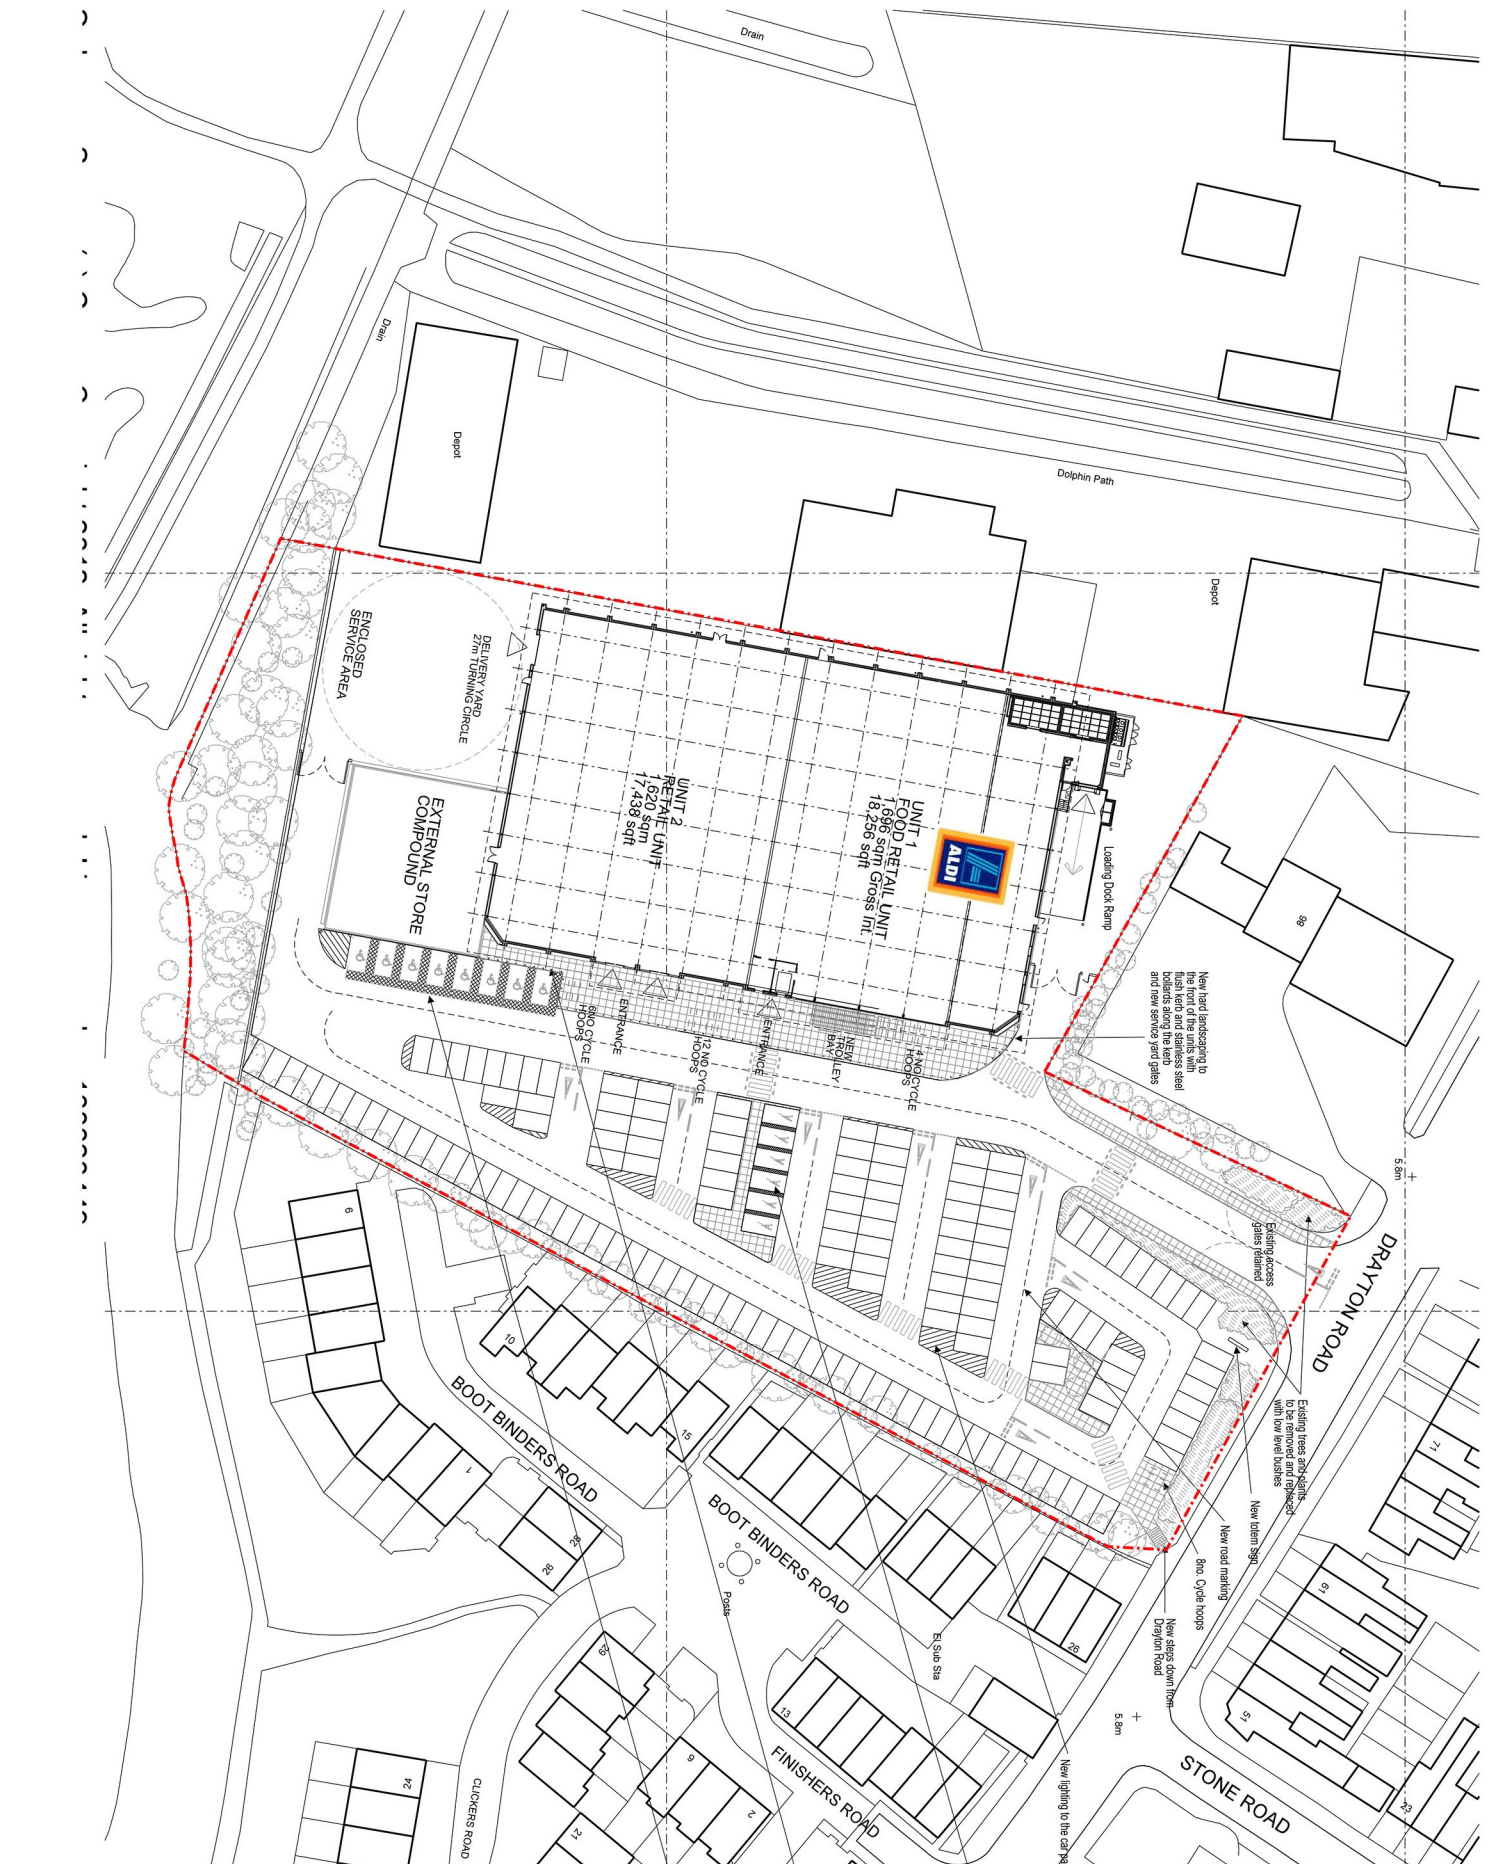 Drain
Drain
Depot
Dolphin Path
Depot
ENCLOSED
SERVICE AREA
DELIVERY YARD
27m TURNING CIRCLE
EXTERNAL STORE
COMPOUND
UNIT 2
RETAIL UNIT
1,620 sqm
17,438 sqft
UNIT 1
FOOD RETAIL UNIT
1,696 sqm Gross Int.
18,256 sqft
ALDI
Loading Dock Ramp
98
New hard landscaping to
the front of the units with
flush kerb and stainless steel
bollards along the kerb
and new service yard gates
ENTRANCE
6NO CYCLE
HOOPS
12 NO CYCLE
HOOPS
ENTRANCE
NEW
TROLLEY
BAY
4 NO CYCLE
HOOPS
5.8m
Existing access
gates retained
DRAYTON ROAD
Existing trees and plants
to be removed and replaced
with low level bushes
New totem sign
New road marking
8no. Cycle hoops
New steps down from
Drayton Road
9
10
15
BOOT BINDERS ROAD
1
28
26
BOOT BINDERS ROAD
Posts
El Sub Sta
26
71
61
51
23
5.8m
STONE ROAD
29
13
FINISHERS ROAD
6
2
21
24
CLICKERS ROAD
New lighting to the car pa